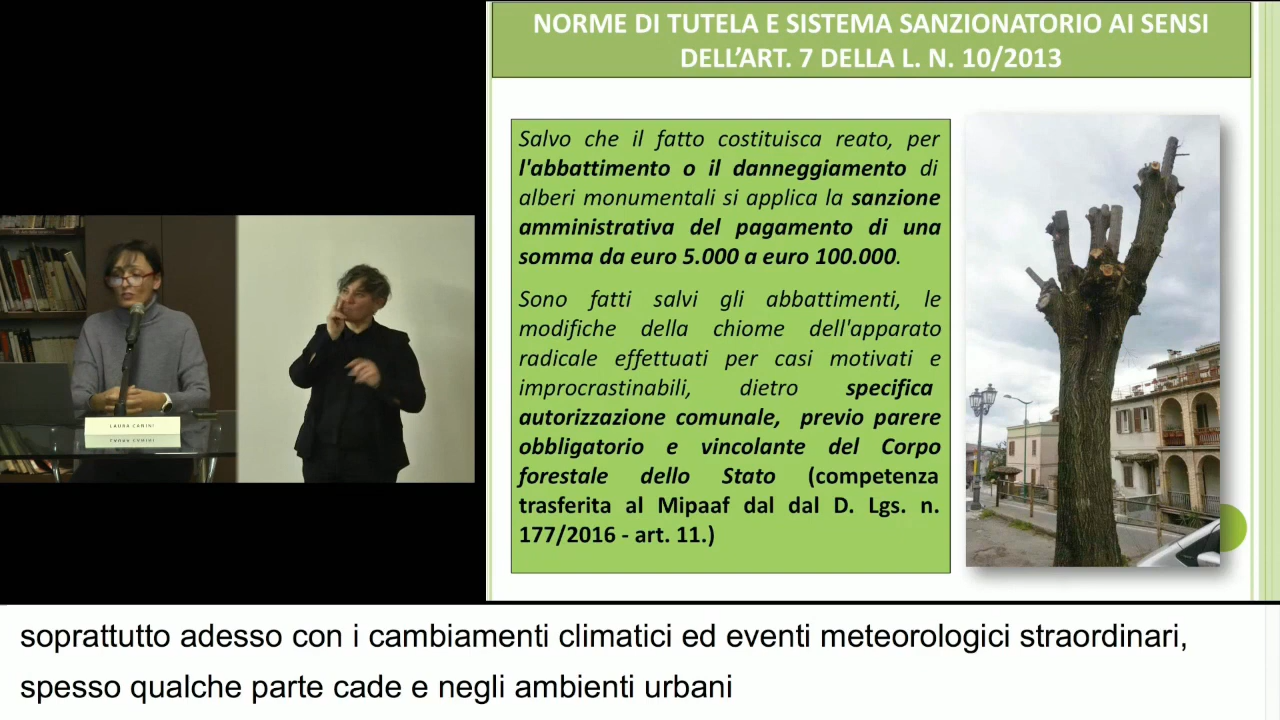 NORME DI TUTELA E SISTEMA SANZIONATORIO AI SENSI
DELL'ART. 7 DELLA L. N. 10/2013
Salvo che il fatto costituisca reato, per
l'abbattimento o il danneggiamento di
alberi monumentali si applica la sanzione
amministrativa del pagamento di una
somma da euro 5.000 a euro 100.000.
Sono fatti salvi gli abbattimenti, le
modifiche della chiome dell'apparato
radicale effettuati per casi motivati e
improcrastinabili, dietro specifica
autorizzazione comunale, previo parere
obbligatorio e vincolante del Corpo
forestale dello Stato (competenza
trasferita al Mipaaf dal dal D. Lgs. n.
177/2016 - art. 11.)
LAURA CARINI
soprattutto adesso con i cambiamenti climatici ed eventi meteorologici straordinari,
spesso qualche parte cade e negli ambienti urbani